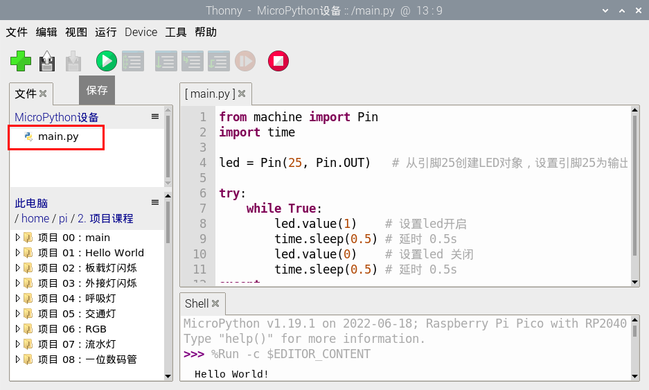 Thonny - MicroPython设备 :: /main.py @ 13 : 9
文件 编辑 视图 运行 Device 工具 帮助
保存
文件
MicroPython设备
main.py
此电脑
/ home / pi / 2. 项目课程
项目 00：main
项目 01：Hello World
项目 02：板载灯闪烁
项目 03：外接灯闪烁
项目 04：呼吸灯
项目 05：交通灯
项目 06：RGB
项目 07：流水灯
项目 08：一位数码管
[ main.py ]
1 from machine import Pin
2 import time
3
4 led = Pin(25, Pin.OUT) # 从引脚25创建LED对象，设置引脚25为输出
5
6 try:
7 while True:
8 led.value(1) # 设置led开启
9 time.sleep(0.5) # 延时 0.5s
10 led.value(0) # 设置led 关闭
11 time.sleep(0.5) # 延时 0.5s
Shell
MicroPython v1.19.1 on 2022-06-18; Raspberry Pi Pico with RP2040
Type "help()" for more information.
>>> %Run -c $EDITOR_CONTENT
Hello World!